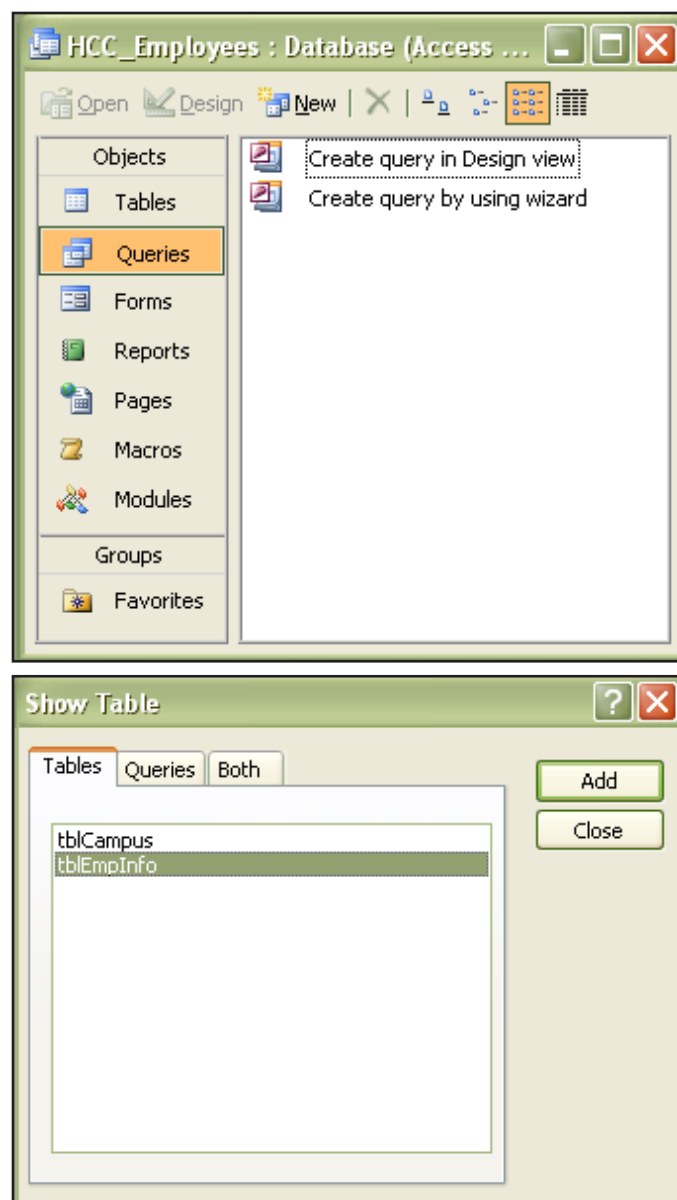 HCC_Employees : Database (Access ...
Open Design New
Objects
Tables
Queries
Forms
Reports
Pages
Macros
Modules
Groups
Favorites
Create query in Design view
Create query by using wizard
Show Table
Tables Queries Both
tblCampus
tblEmpInfo
Add
Close